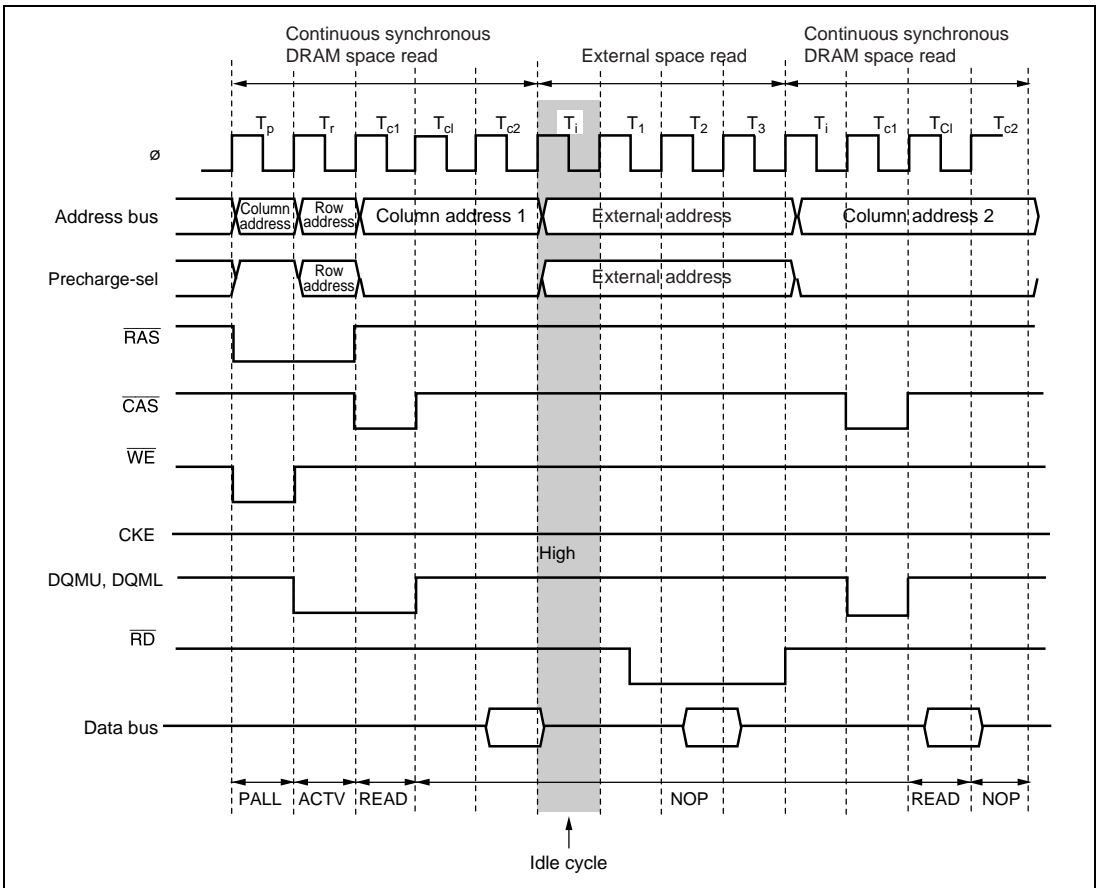 Continuous synchronous
DRAM space read
External space read
Continuous synchronous
DRAM space read
Tp Tr Tc1 Tcl Tc2 Ti T1 T2 T3 Ti Tc1 TCl Tc2
ø
Address bus
Column address
Row address
Column address 1
External address
Column address 2
Precharge-sel
Row address
External address
RAS
CAS
WE
CKE
High
DQMU, DQML
RD
Data bus
PALL ACTV READ NOP READ NOP
Idle cycle